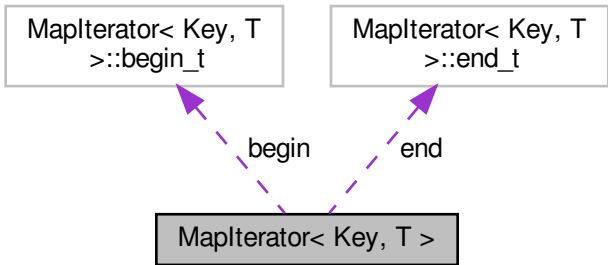 MapIterator< Key, T
>::begin_t
MapIterator< Key, T
>::end_t
begin
end
MapIterator< Key, T >